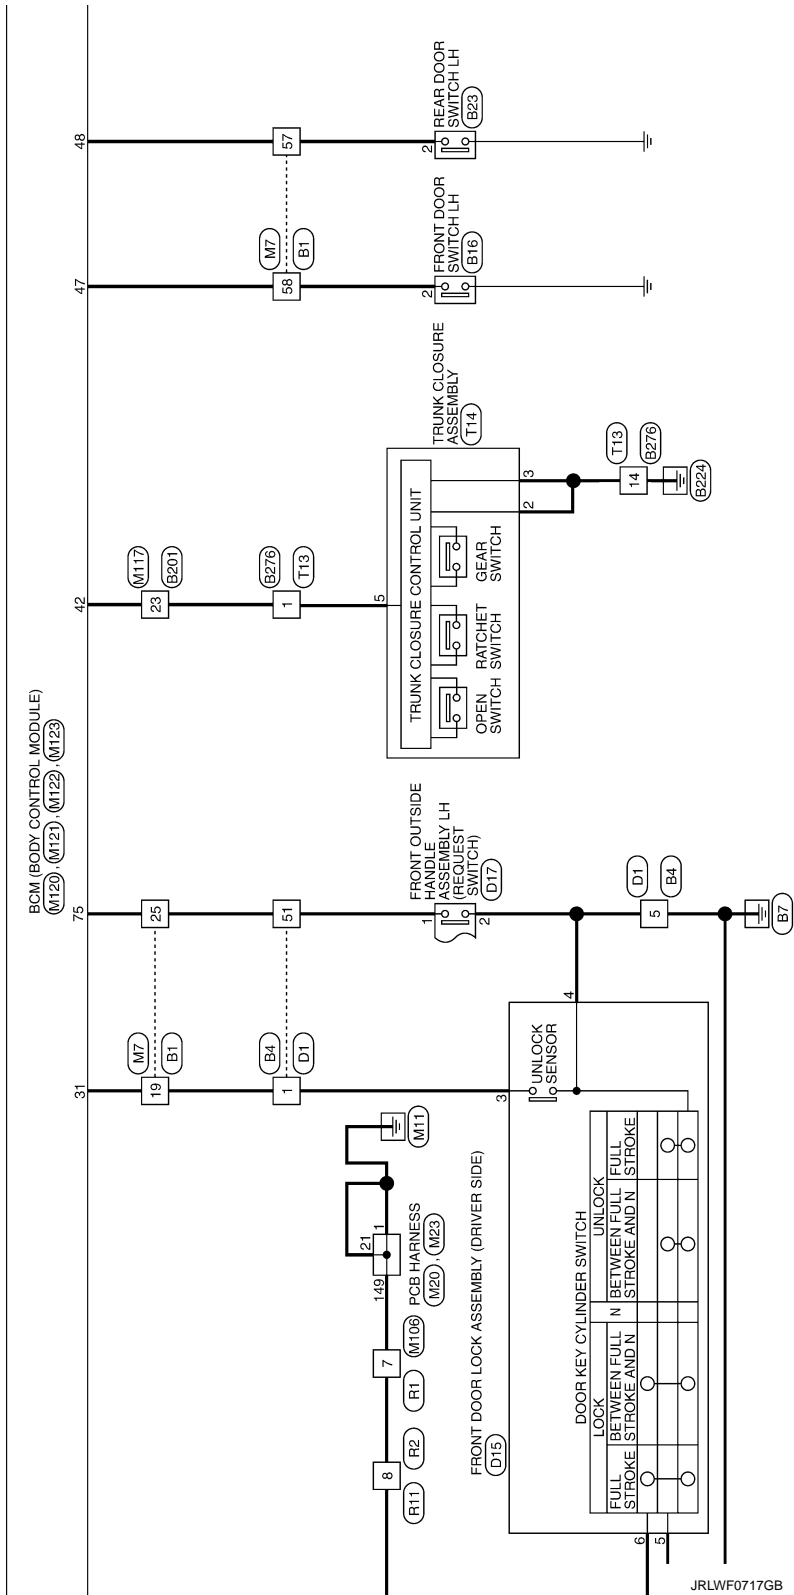 BCM (BODY CONTROL MODULE)
M120 , M121 , M122 , M123
31
75
42
47
48
M7
19
B1
25
B4
1
D1
51
M117
23
B201
B276
1
T13
M7
58
B1
57
M11
21
1
149
PCB HARNESS
M20 , M23
7
M106
R1
8
R2
R11
3
FRONT DOOR LOCK ASSEMBLY (DRIVER SIDE)
D15
UNLOCK
SENSOR
4
DOOR KEY CYLINDER SWITCH
LOCK
N
UNLOCK
FULL
STROKE
BETWEEN FULL
STROKE AND N
BETWEEN FULL
STROKE AND N
FULL
STROKE
6
5
FRONT OUTSIDE
HANDLE
ASSEMBLY LH
(REQUEST
SWITCH)
D17
1
2
D1
5
B4
B7
5
TRUNK CLOSURE
ASSEMBLY
T14
TRUNK CLOSURE CONTROL UNIT
OPEN
SWITCH
RATCHET
SWITCH
GEAR
SWITCH
2
3
T13
14
B276
B224
2
FRONT DOOR
SWITCH LH
B16
2
REAR DOOR
SWITCH LH
B23
JRLWF0717GB